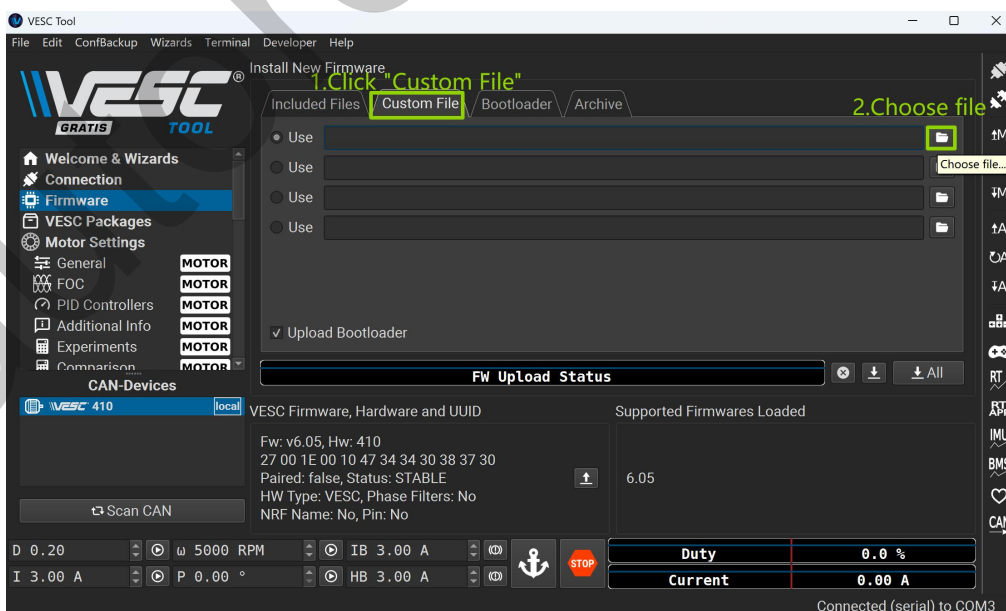 VESC Tool
File Edit ConfBackup Wizards Terminal Developer Help
VESC®
GRATIS TOOL
Install New Firmware
1.Click "Custom File"
Included Files Custom File Bootloader Archive
2.Choose file
Use
Choose file...
Use
Use
Use
Upload Bootloader
Welcome & Wizards
Connection
Firmware
VESC Packages
Motor Settings
General MOTOR
FOC MOTOR
PID Controllers MOTOR
Additional Info MOTOR
Experiments MOTOR
Comparison MOTOR
CAN-Devices
VESC 410 local
Scan CAN
FW Upload Status
All
VESC Firmware, Hardware and UUID
Fw: v6.05, Hw: 410
27 00 1E 00 10 47 34 34 30 38 37 30
Paired: false, Status: STABLE
HW Type: VESC, Phase Filters: No
NRF Name: No, Pin: No
Supported Firmwares Loaded
6.05
RT
RT
IMU
BMS
CAN
D 0.20 ω 5000 RPM IB 3.00 A
I 3.00 A P 0.00 ° HB 3.00 A
STOP
Duty 0.0 %
Current 0.00 A
Connected (serial) to COM3